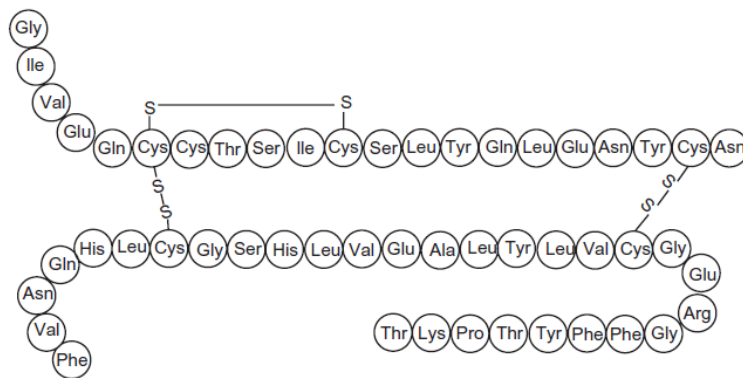 Gly
Ile
Val
S S
Glu
Gln Cys Cys Thr Ser Ile Cys Ser Leu Tyr Gln Leu Glu Asn Tyr Cys Asn
S S
S S
His Leu Cys Gly Ser His Leu Val Glu Ala Leu Tyr Leu Val Cys Gly
Gln Glu
Asn Arg
Val Thr Lys Pro Thr Tyr Phe Phe Gly
Phe